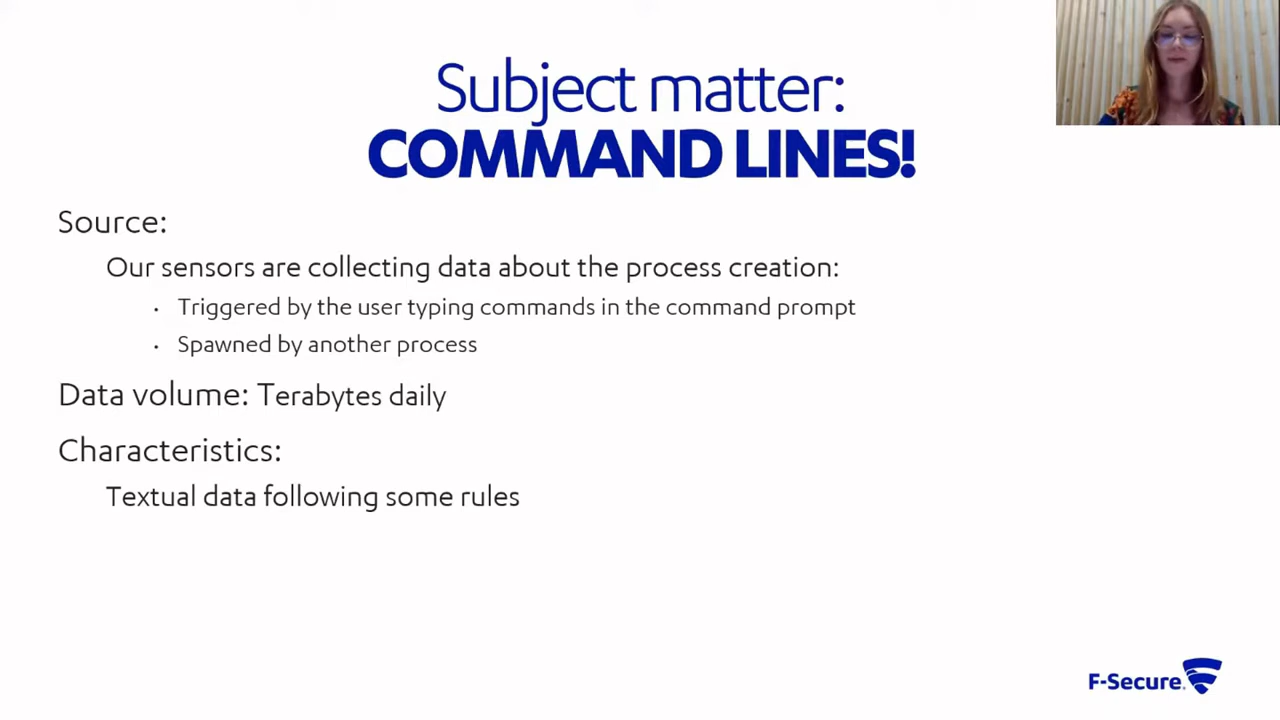 Subject matter:
COMMAND LINES!
Source:
Our sensors are collecting data about the process creation:
• Triggered by the user typing commands in the command prompt
• Spawned by another process
Data volume: Terabytes daily
Characteristics:
Textual data following some rules
F-Secure.